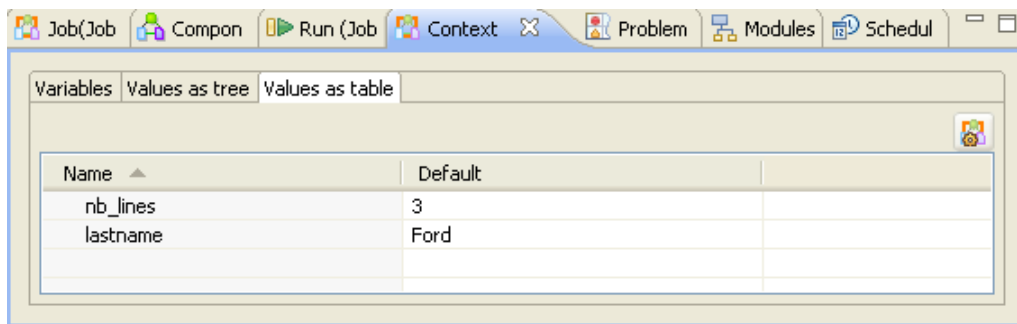 Job(Job Compon Run (Job Context Problem Modules Schedul
Variables Values as tree Values as table
Name Default
nb_lines 3
lastname Ford